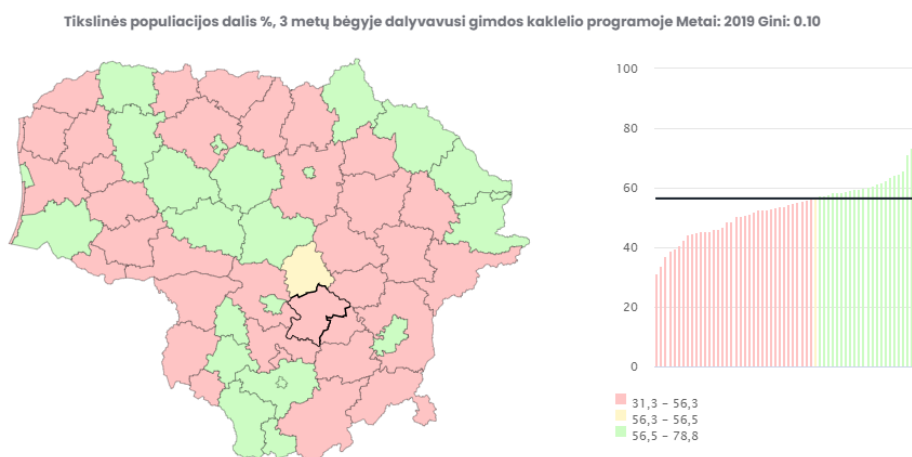 Tikslinės populiacijos dalis %, 3 metų bėgyje dalyvavusi gimdos kaklelio programoje Metai: 2019 Gini: 0.10
100
80
60
40
20
0
31,3 – 56,3
56,3 – 56,5
56,5 – 78,8